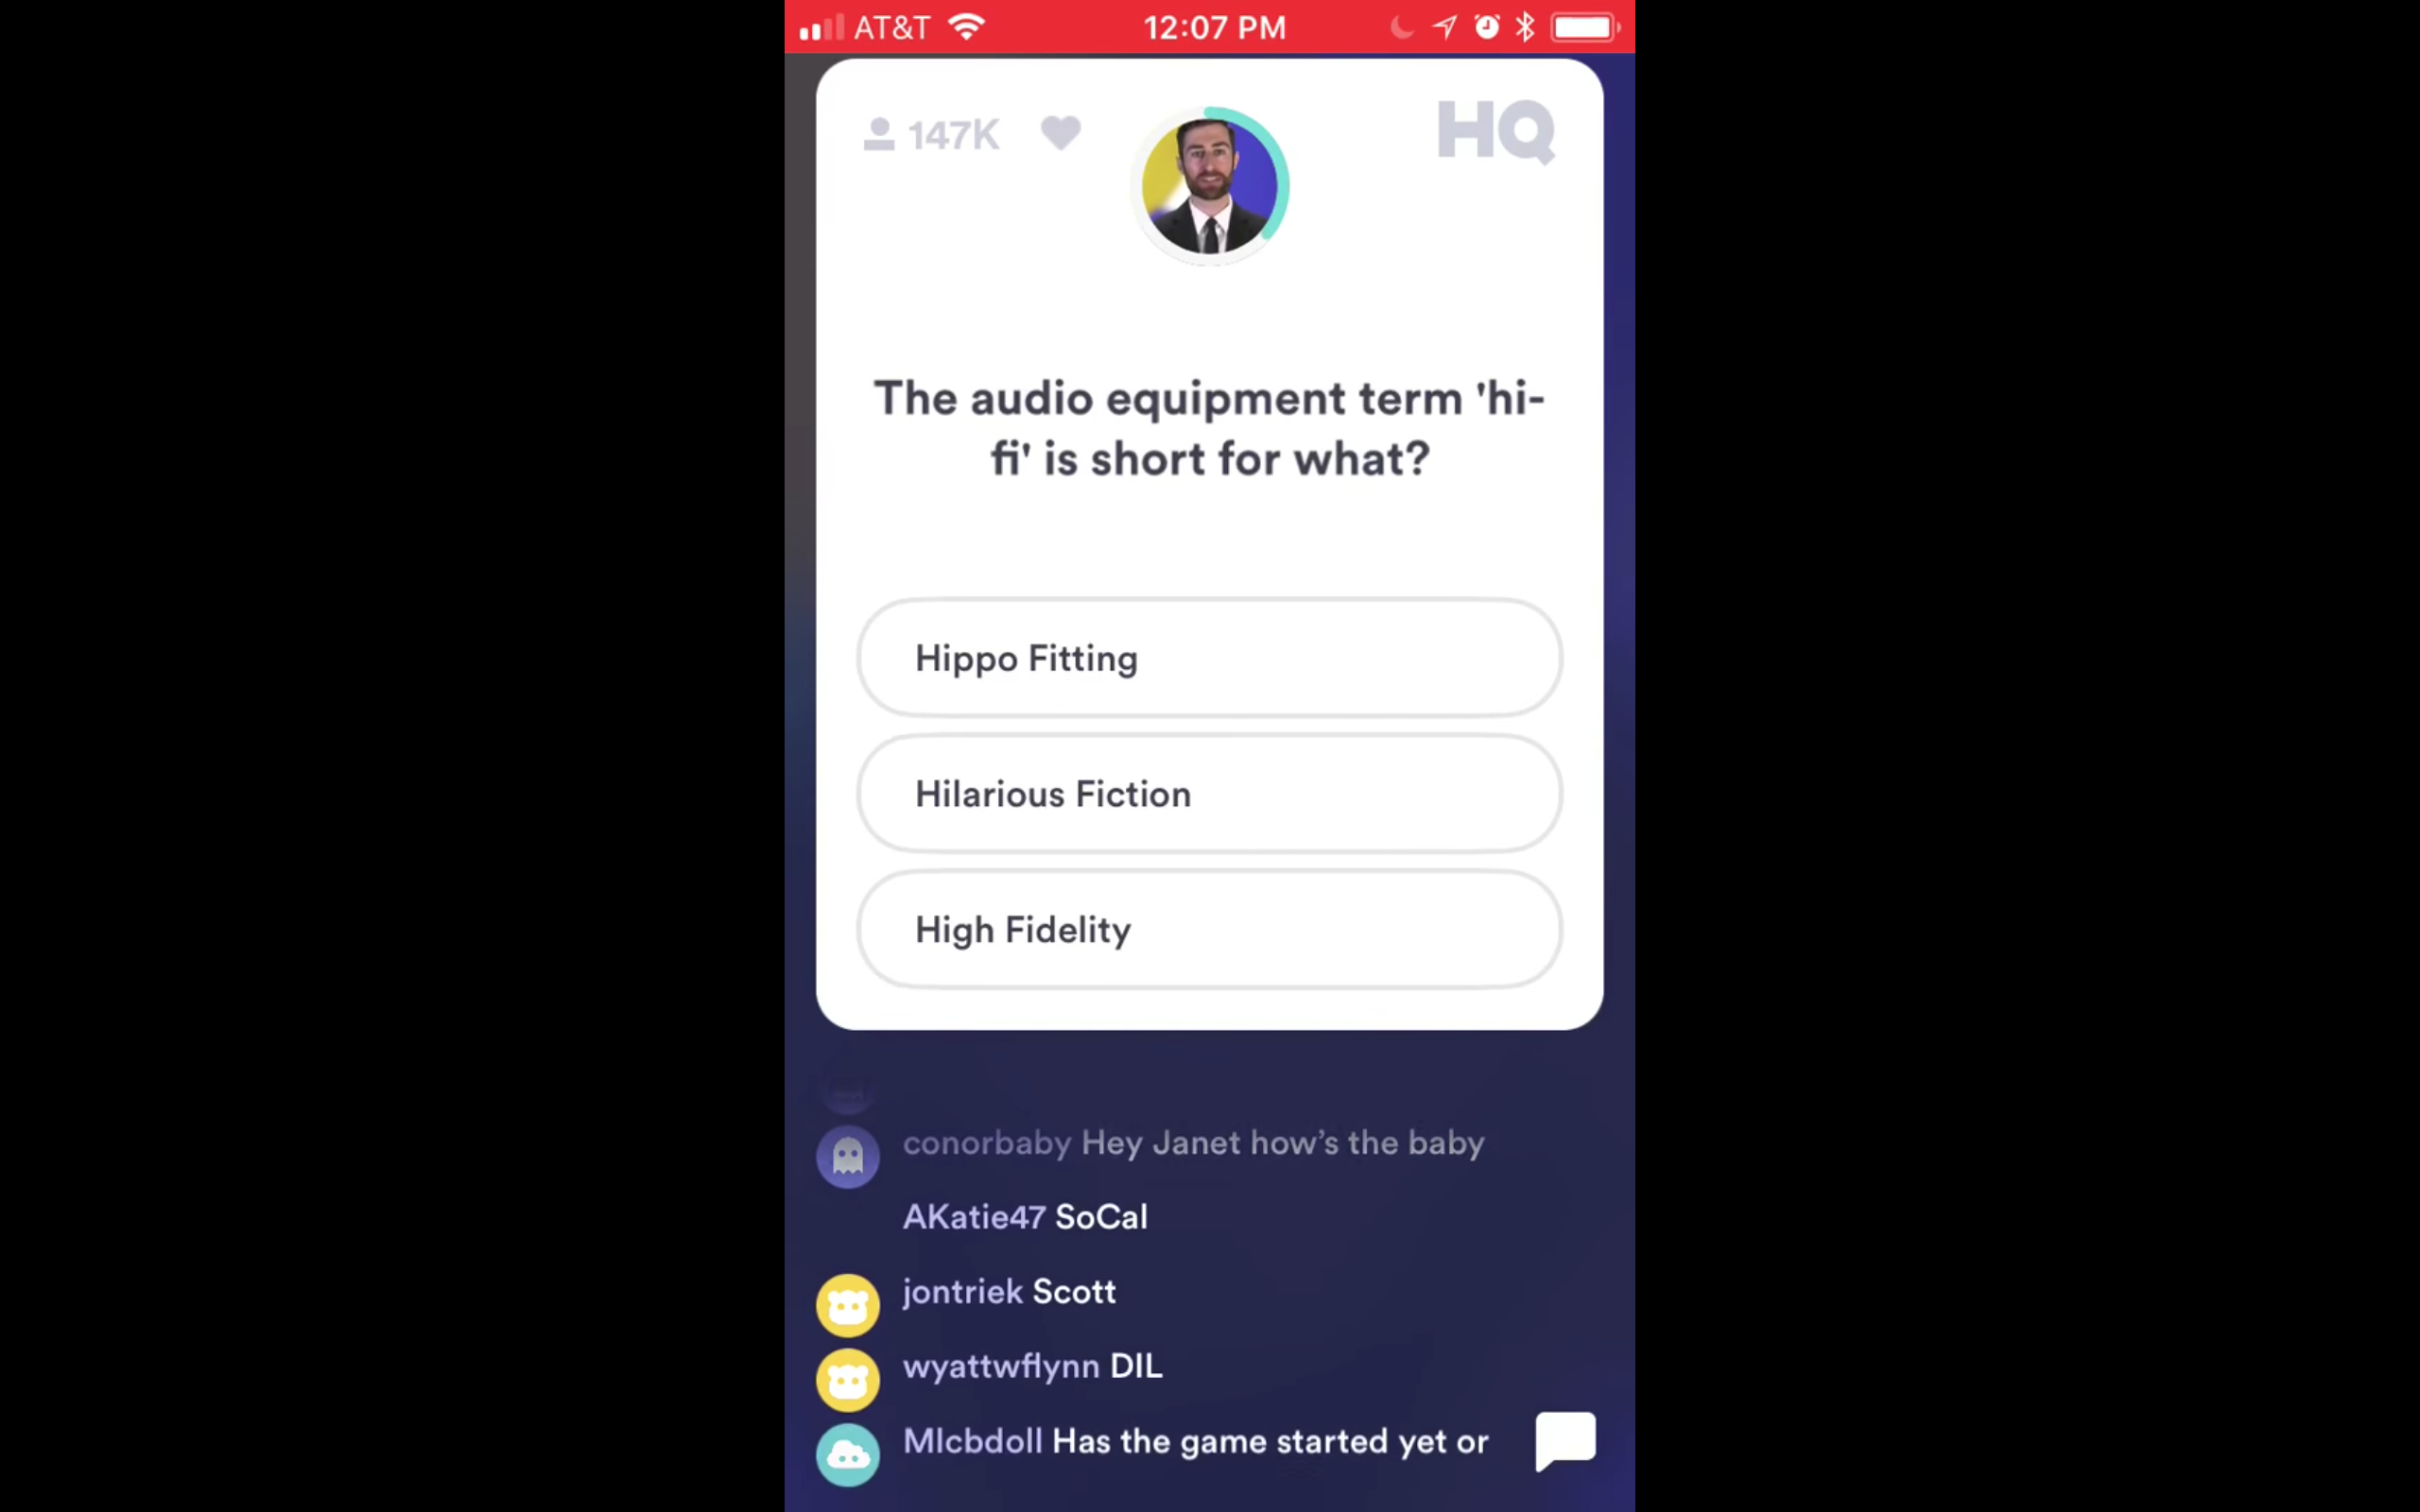 AT&T 12:07 PM
147K HQ
The audio equipment term 'hi-
fi' is short for what?
Hippo Fitting
Hilarious Fiction
High Fidelity
conorbaby Hey Janet how’s the baby
AKatie47 SoCal
jontriek Scott
wyattwflynn DIL
Mlcbdoll Has the game started yet or